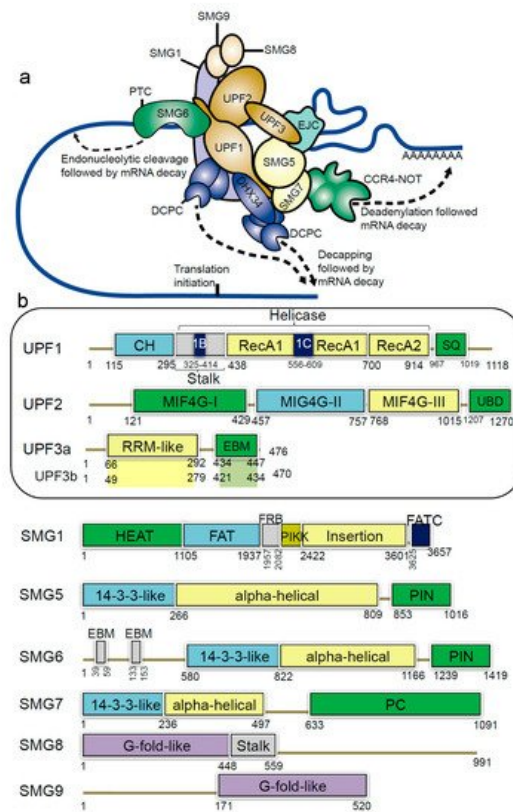 SMG9
SMG8
SMG1
a
PTC
SMG6
UPF2
UPF3
EJC
UPF1
SMG5
AAAAAAAA
Endonucleolytic cleavage
followed by mRNA decay
DHX34
SMG7
CCR4-NOT
DCPC
DCPC
Deadenylation followed
mRNA decay
Decapping
followed by
mRNA decay
Translation
initiation
b
Helicase
UPF1 CH 1B RecA1 1C RecA1 RecA2 SQ
1 115 295 325-414 438 556-609 700 914 967 1019 1118
Stalk
UPF2 MIF4G-I MIG4G-II MIF4G-III UBD
1 121 429 457 757 768 1015 1207 1270
UPF3a RRM-like EBM
1 66 292 434 447 476
UPF3b 1 49 279 421 434 470
FRB FATC
SMG1 HEAT FAT PIKK Insertion
1 1105 1937 1957 2082 2422 3601 3625 3657
SMG5 14-3-3-like alpha-helical PIN
1 266 809 853 1016
EBM EBM
SMG6 14-3-3-like alpha-helical PIN
1 39 59 133 153 580 822 1166 1239 1419
SMG7 14-3-3-like alpha-helical PC
1 236 497 633 1091
SMG8 G-fold-like Stalk
1 448 559 991
SMG9 G-fold-like
1 171 520